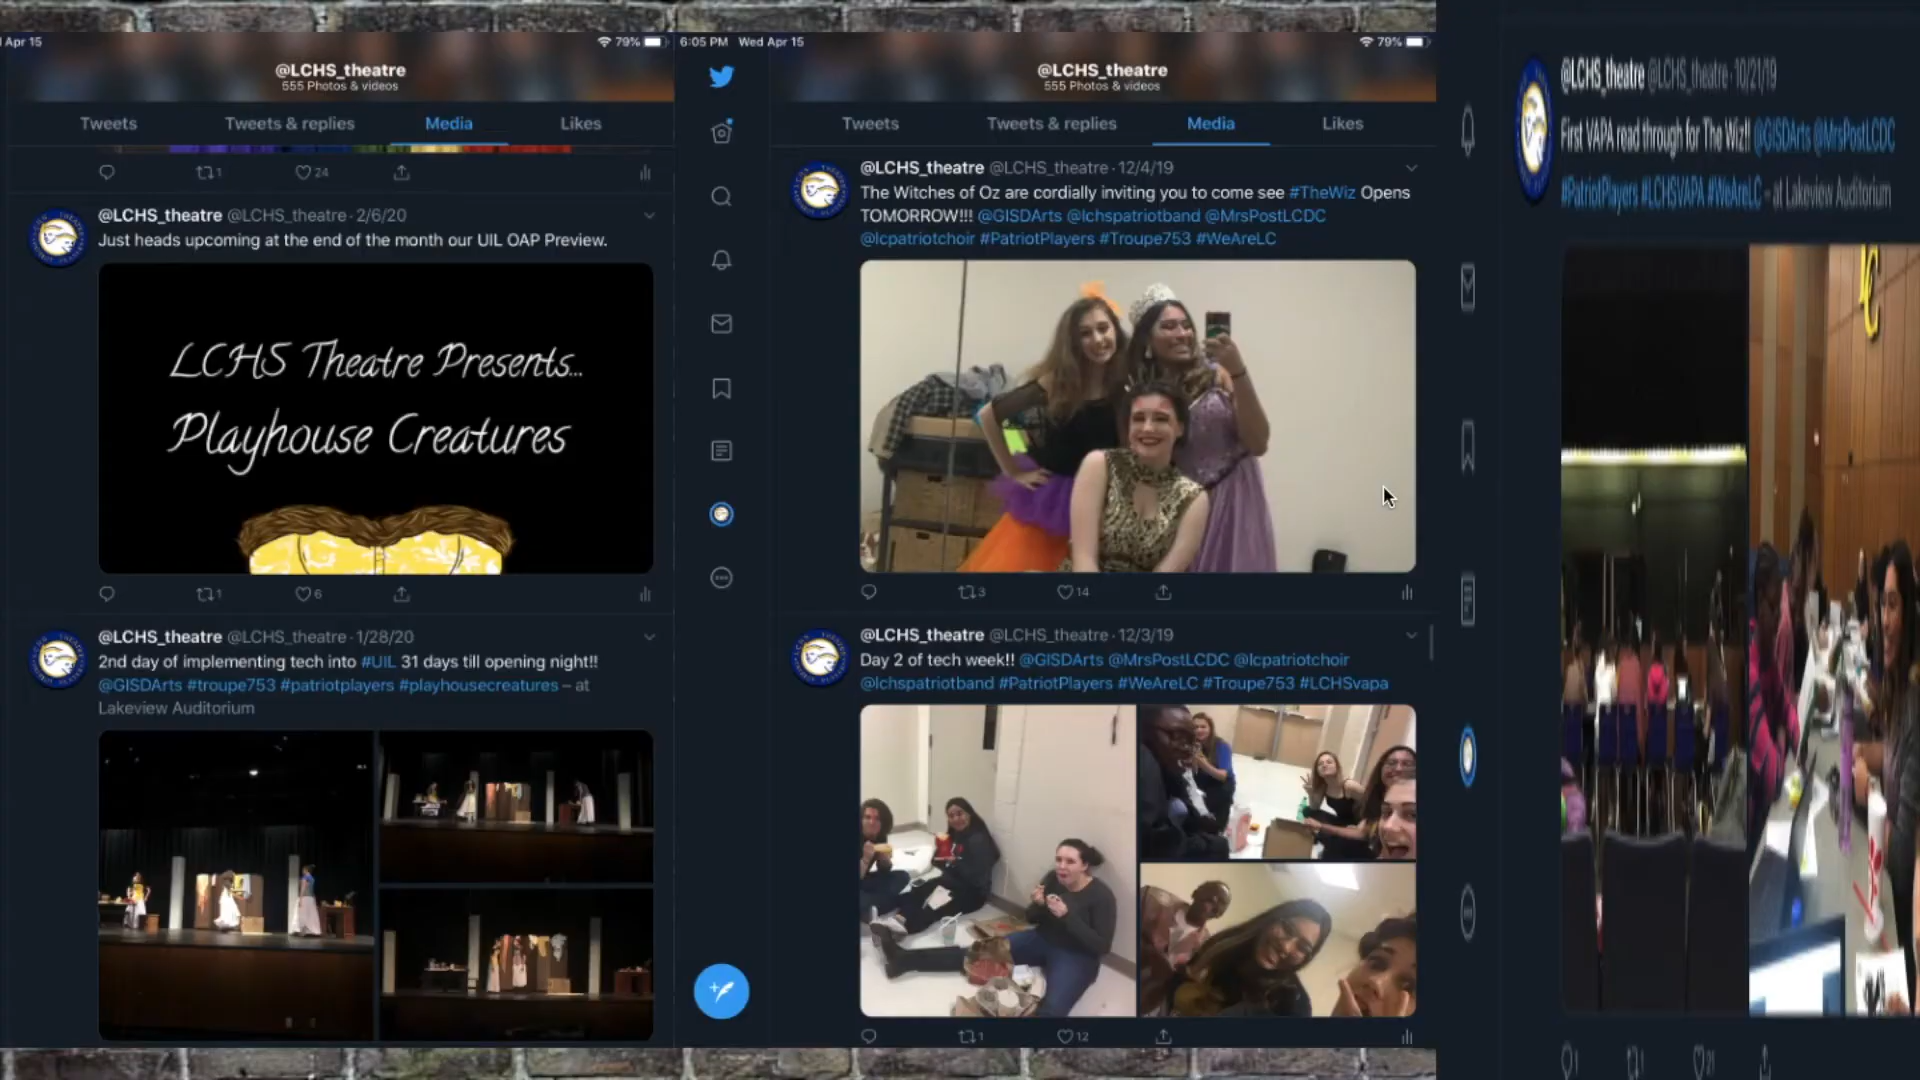 Apr 15
79%
@LCHS_theatre
555 Photos & videos
Tweets
Tweets & replies
Media
Likes
1
24
@LCHS_theatre @LCHS_theatre · 2/6/20
Just heads upcoming at the end of the month our UIL OAP Preview.
LCHS Theatre Presents...
Playhouse Creatures
1
6
@LCHS_theatre @LCHS_theatre · 1/28/20
2nd day of implementing tech into #UIL 31 days till opening night!!
@GISDArts #troupe753 #patriotplayers #playhousecreatures – at
Lakeview Auditorium
6:05 PM Wed Apr 15
79%
@LCHS_theatre
555 Photos & videos
Tweets
Tweets & replies
Media
Likes
@LCHS_theatre @LCHS_theatre · 12/4/19
The Witches of Oz are cordially inviting you to come see #TheWiz Opens
TOMORROW!!! @GISDArts @lchspatriotband @MrsPostLCDC
@lcpatriotchoir #PatriotPlayers #Troupe753 #WeAreLC
3
14
@LCHS_theatre @LCHS_theatre · 12/3/19
Day 2 of tech week!! @GISDArts @MrsPostLCDC @lcpatriotchoir
@lchspatriotband #PatriotPlayers #WeAreLC #Troupe753 #LCHSvapa
1
12
@LCHS_theatre @LCHS_theatre · 10/21/19
First VAPA read through for The Wiz!! @GISDArts @MrsPostLCDC
#PatriotPlayers #LCHSVAPA #WeAreLC – at Lakeview Auditorium
LC
1
1
21